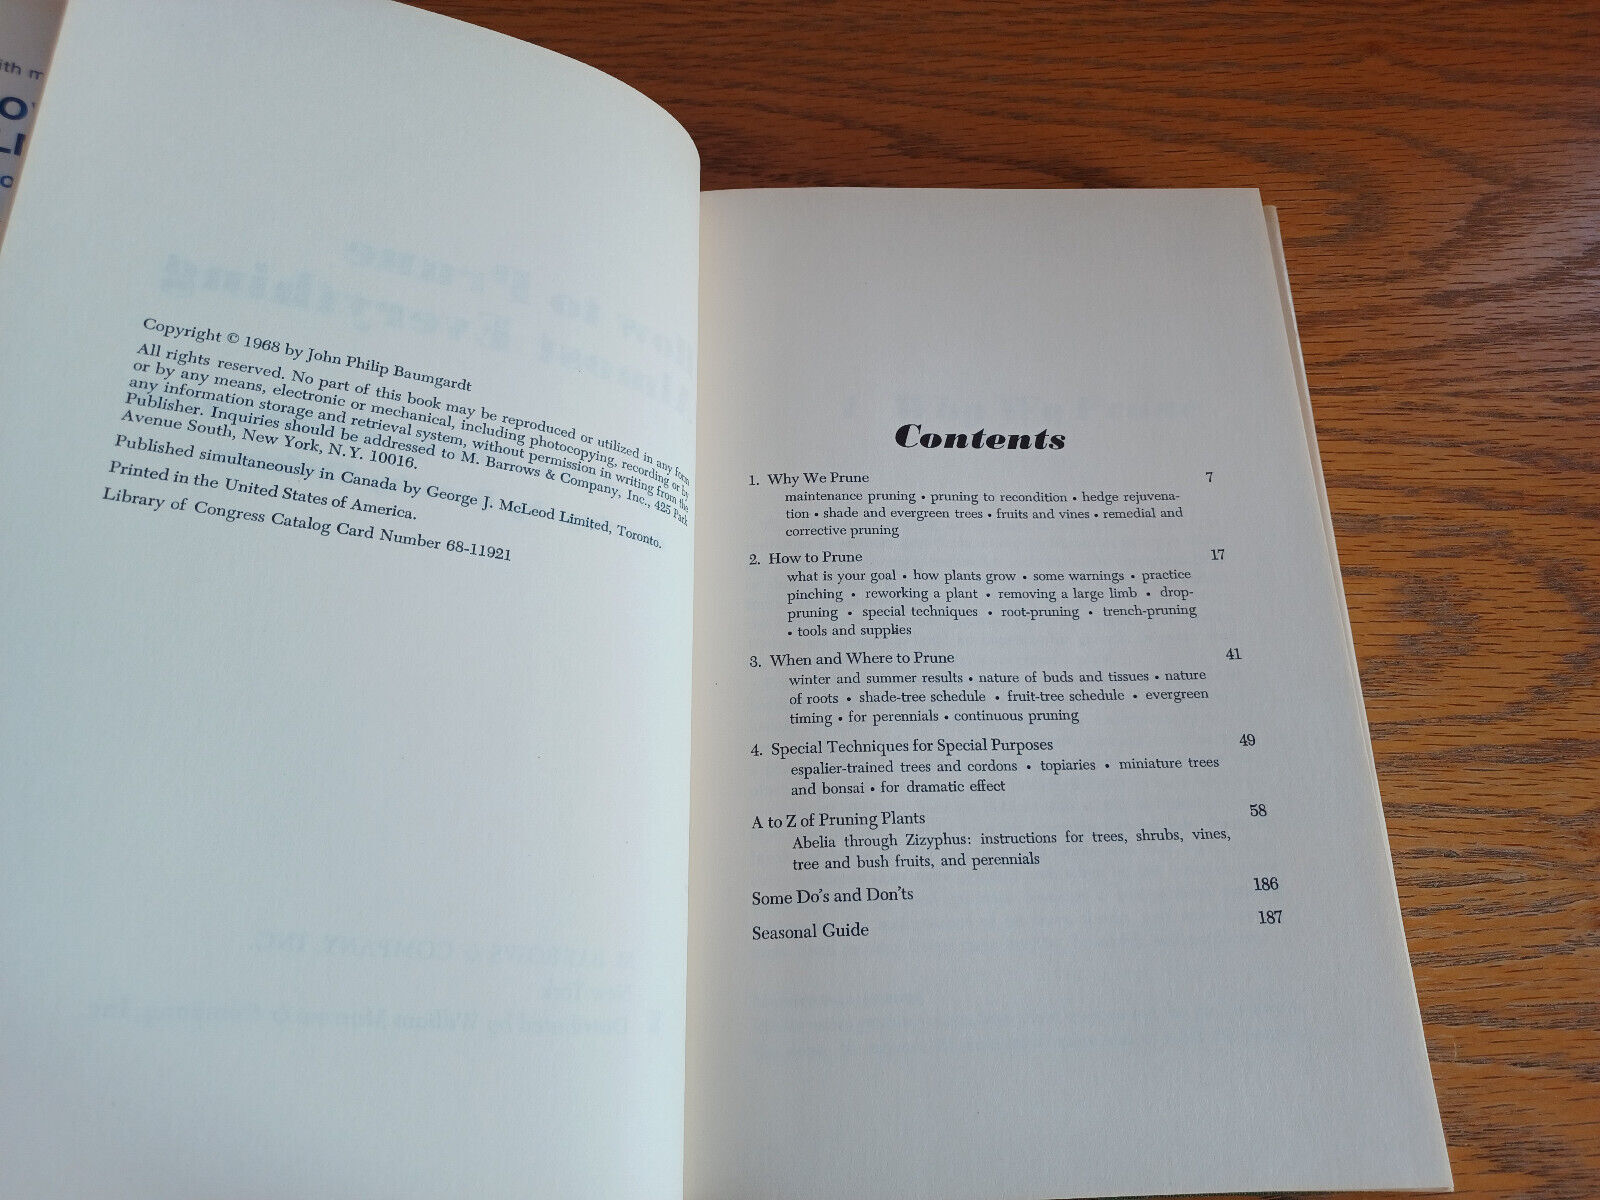 ith m
LI
Copyright © 1968 by John Philip Baumgardt
All rights reserved. No part of this book may be reproduced or utilized in any form
or by any means, electronic or mechanical, including photocopying, recording or by
any information storage and retrieval system, without permission in writing from the
Publisher. Inquiries should be addressed to M. Barrows & Company, Inc., 425 Park
Avenue South, New York, N.Y. 10016.
Published simultaneously in Canada by George J. McLeod Limited, Toronto.
Printed in the United States of America.
Library of Congress Catalog Card Number 68-11921
Contents
1. Why We Prune 7
maintenance pruning • pruning to recondition • hedge rejuvena-
tion • shade and evergreen trees • fruits and vines • remedial and
corrective pruning
2. How to Prune 17
what is your goal • how plants grow • some warnings • practice
pinching • reworking a plant • removing a large limb • drop-
pruning • special techniques • root-pruning • trench-pruning
• tools and supplies
3. When and Where to Prune 41
winter and summer results • nature of buds and tissues • nature
of roots • shade-tree schedule • fruit-tree schedule • evergreen
timing • for perennials • continuous pruning
4. Special Techniques for Special Purposes 49
espalier-trained trees and cordons • topiaries • miniature trees
and bonsai • for dramatic effect
A to Z of Pruning Plants 58
Abelia through Zizyphus: instructions for trees, shrubs, vines,
tree and bush fruits, and perennials
Some Do's and Don'ts 186
Seasonal Guide 187